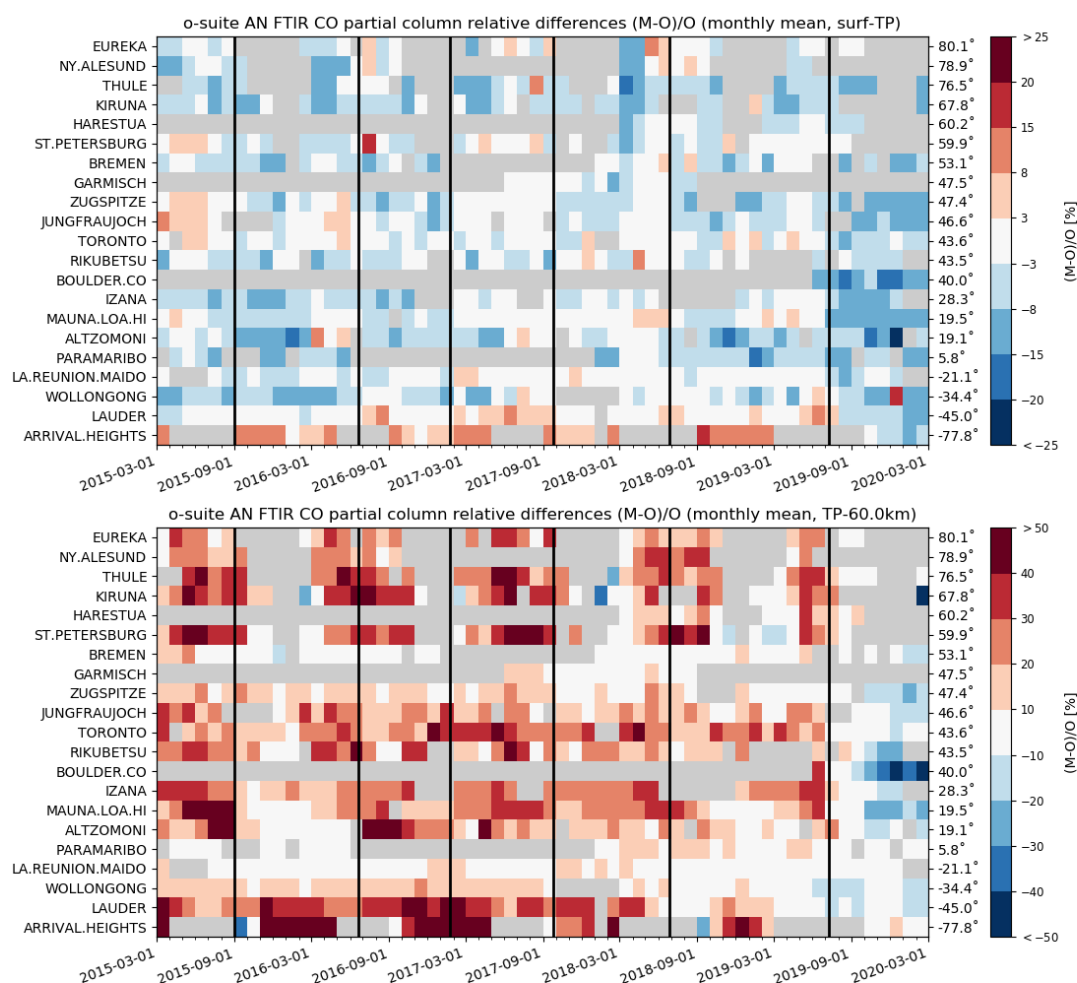 o-suite AN FTIR CO partial column relative differences (M-O)/O (monthly mean, surf-TP)
EUREKA 80.1°
NY.ALESUND 78.9°
THULE 76.5°
KIRUNA 67.8°
HARESTUA 60.2°
ST.PETERSBURG 59.9°
BREMEN 53.1°
GARMISCH 47.5°
ZUGSPITZE 47.4°
JUNGFRAUJOCH 46.6°
TORONTO 43.6°
RIKUBETSU 43.5°
BOULDER.CO 40.0°
IZANA 28.3°
MAUNA.LOA.HI 19.5°
ALTZOMONI 19.1°
PARAMARIBO 5.8°
LA.REUNION.MAIDO -21.1°
WOLLONGONG -34.4°
LAUDER -45.0°
ARRIVAL.HEIGHTS -77.8°
2015-03-01 2015-09-01 2016-03-01 2016-09-01 2017-03-01 2017-09-01 2018-03-01 2018-09-01 2019-03-01 2019-09-01 2020-03-01
> 25
20
15
8
3
−3
−8
−15
−20
< −25
(M-O)/O [%]
o-suite AN FTIR CO partial column relative differences (M-O)/O (monthly mean, TP-60.0km)
EUREKA 80.1°
NY.ALESUND 78.9°
THULE 76.5°
KIRUNA 67.8°
HARESTUA 60.2°
ST.PETERSBURG 59.9°
BREMEN 53.1°
GARMISCH 47.5°
ZUGSPITZE 47.4°
JUNGFRAUJOCH 46.6°
TORONTO 43.6°
RIKUBETSU 43.5°
BOULDER.CO 40.0°
IZANA 28.3°
MAUNA.LOA.HI 19.5°
ALTZOMONI 19.1°
PARAMARIBO 5.8°
LA.REUNION.MAIDO -21.1°
WOLLONGONG -34.4°
LAUDER -45.0°
ARRIVAL.HEIGHTS -77.8°
2015-03-01 2015-09-01 2016-03-01 2016-09-01 2017-03-01 2017-09-01 2018-03-01 2018-09-01 2019-03-01 2019-09-01 2020-03-01
> 50
40
30
20
10
−10
−20
−30
−40
< −50
(M-O)/O [%]